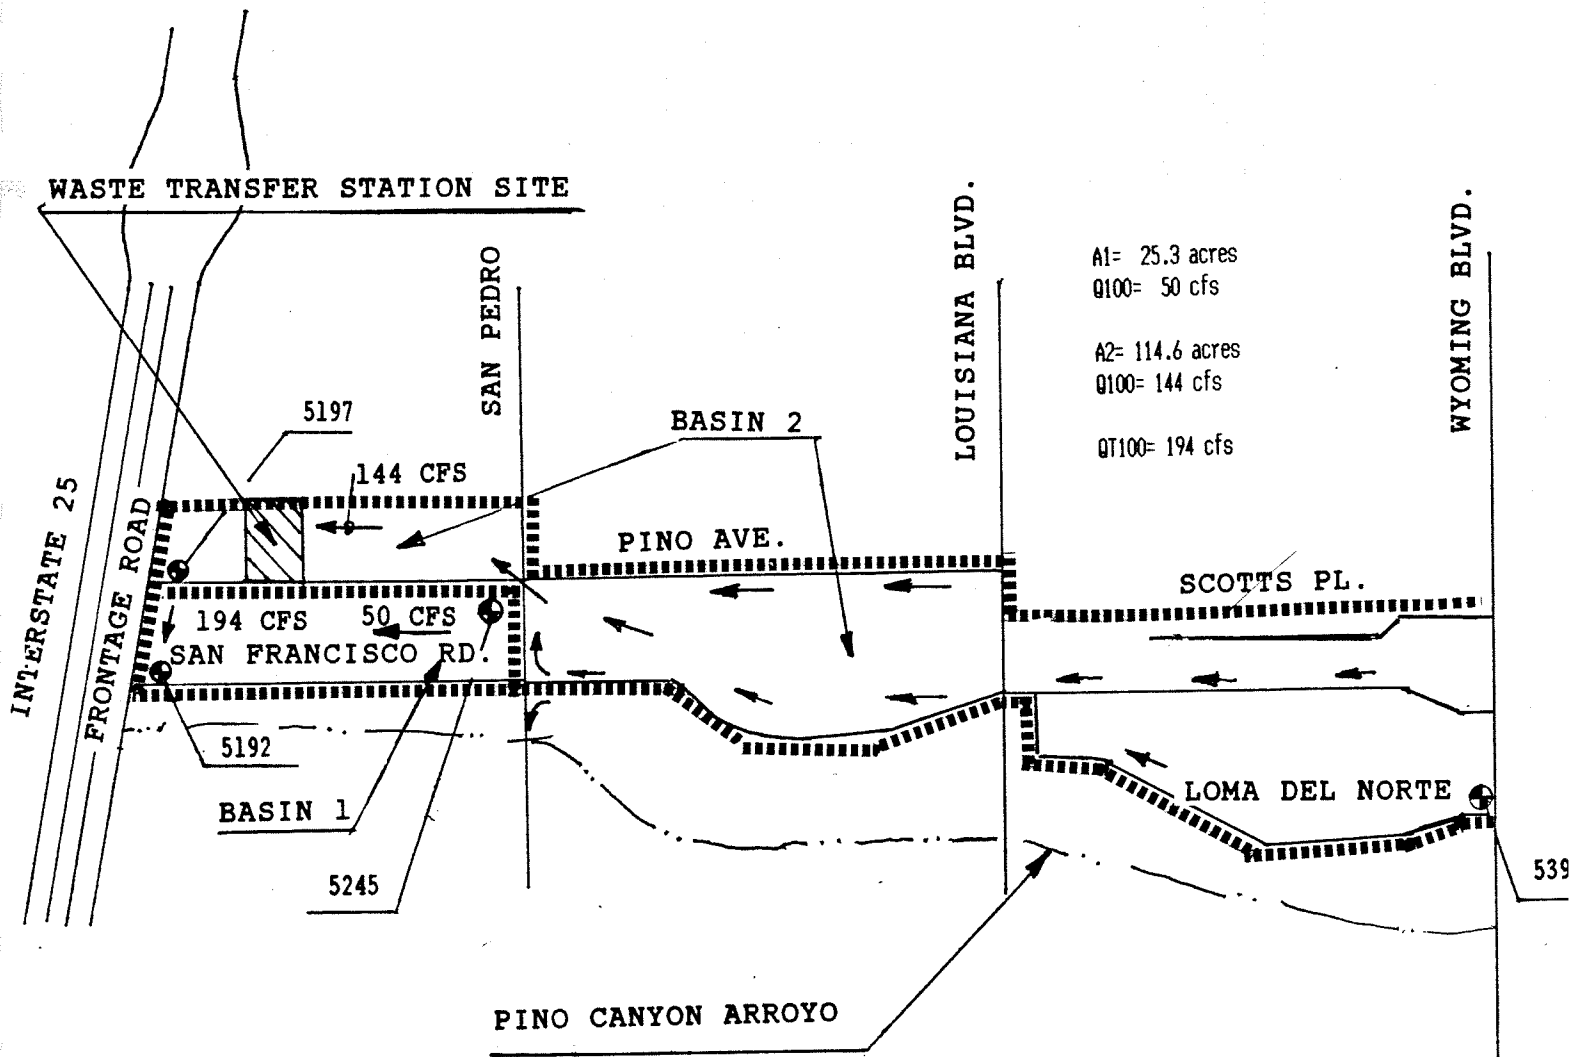 WASTE TRANSFER STATION SITE
SAN PEDRO
LOUISIANA BLVD.
WYOMING BLVD.
A1= 25.3 acres
Q100= 50 cfs
A2= 114.6 acres
Q100= 144 cfs
QT100= 194 cfs
5197
BASIN 2
144 CFS
INTERSTATE 25
FRONTAGE ROAD
PINO AVE.
SCOTTS PL.
194 CFS
50 CFS
SAN FRANCISCO RD.
5192
LOMA DEL NORTE
BASIN 1
5245
539
PINO CANYON ARROYO